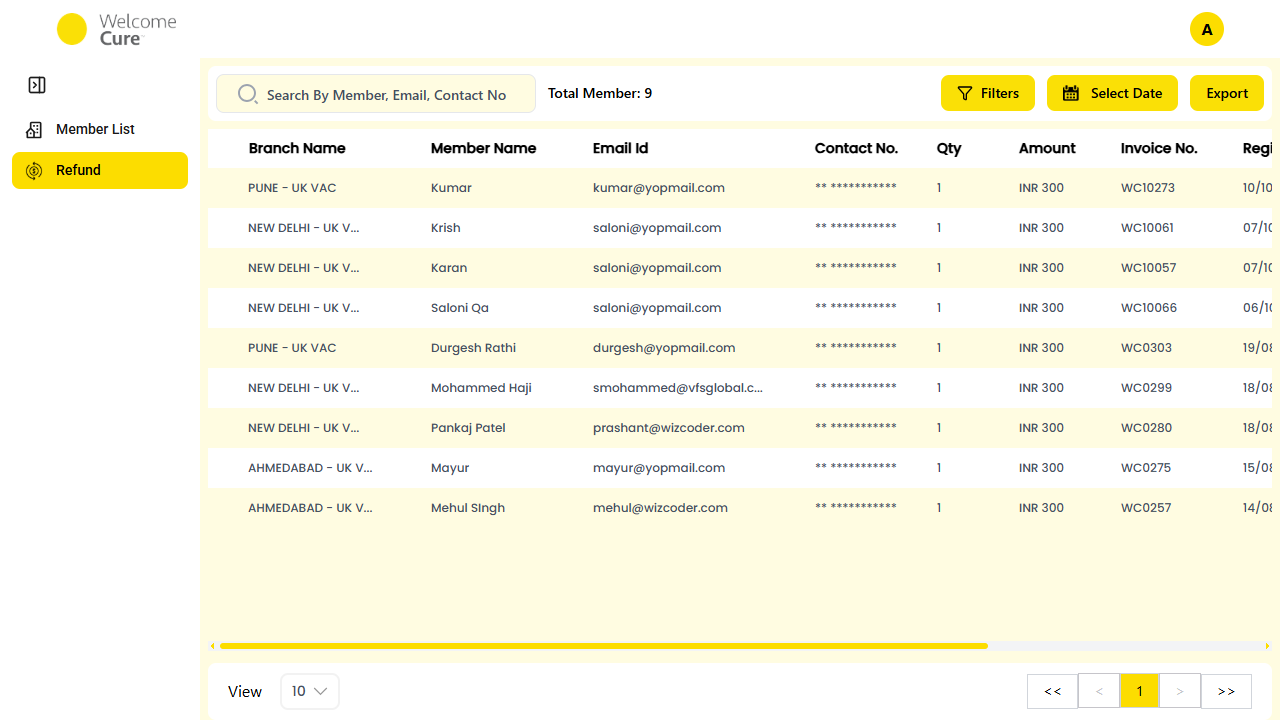 Welcome
Cure™
A
Search By Member, Email, Contact No
Total Member: 9
Filters
Select Date
Export
Member List
Refund
Branch Name Member Name Email Id Contact No. Qty Amount Invoice No. Regi
PUNE - UK VAC Kumar kumar@yopmail.com ** *********** 1 INR 300 WC10273 10/10
NEW DELHI - UK V... Krish saloni@yopmail.com ** *********** 1 INR 300 WC10061 07/10
NEW DELHI - UK V... Karan saloni@yopmail.com ** *********** 1 INR 300 WC10057 07/10
NEW DELHI - UK V... Saloni Qa saloni@yopmail.com ** *********** 1 INR 300 WC10066 06/10
PUNE - UK VAC Durgesh Rathi durgesh@yopmail.com ** *********** 1 INR 300 WC0303 19/08
NEW DELHI - UK V... Mohammed Haji smohammed@vfsglobal.c... ** *********** 1 INR 300 WC0299 18/08
NEW DELHI - UK V... Pankaj Patel prashant@wizcoder.com ** *********** 1 INR 300 WC0280 18/08
AHMEDABAD - UK V... Mayur mayur@yopmail.com ** *********** 1 INR 300 WC0275 15/08
AHMEDABAD - UK V... Mehul SIngh mehul@wizcoder.com ** *********** 1 INR 300 WC0257 14/08
View 10 << < 1 > >>